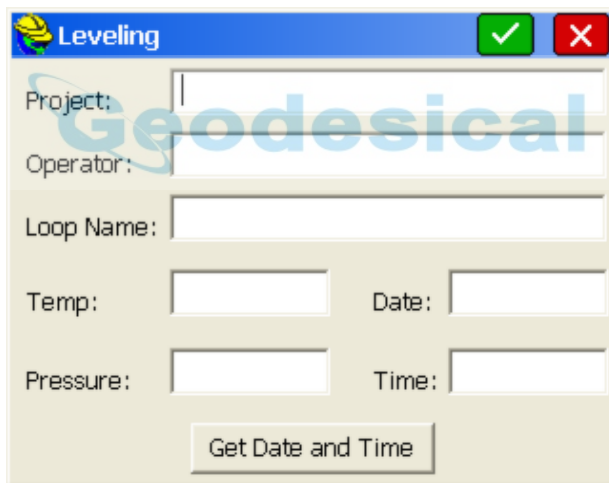 Leveling
Project:
Geodesical
Operator:
Loop Name:
Temp: Date:
Pressure: Time:
Get Date and Time